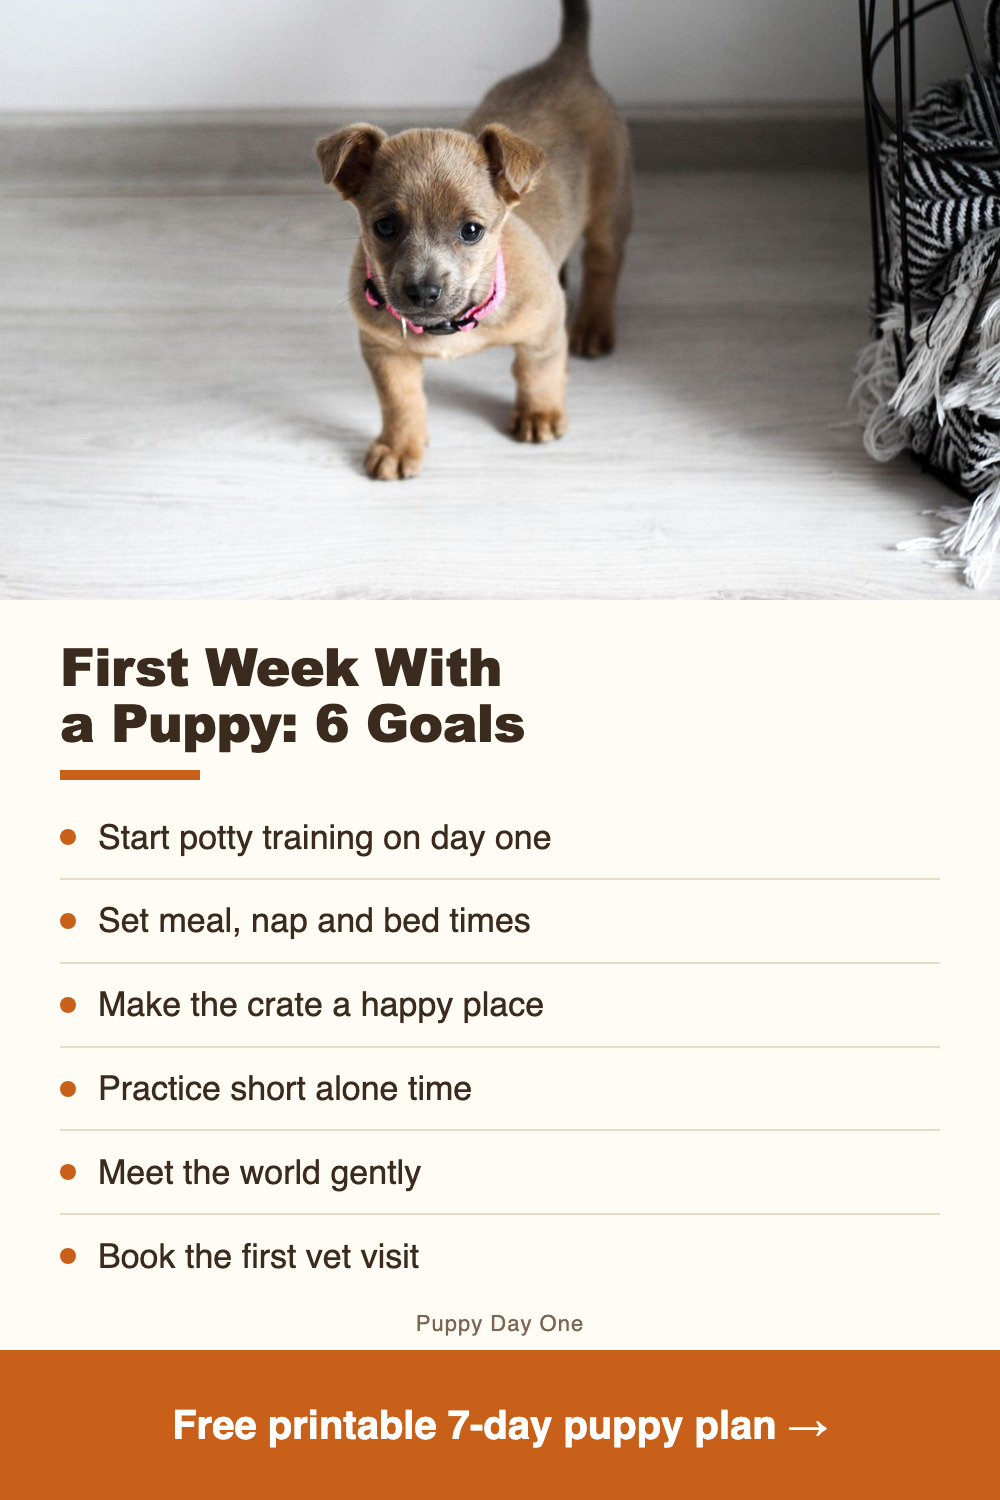 First Week With
a Puppy: 6 Goals
Start potty training on day one
Set meal, nap and bed times
Make the crate a happy place
Practice short alone time
Meet the world gently
Book the first vet visit
Puppy Day One
Free printable 7-day puppy plan →